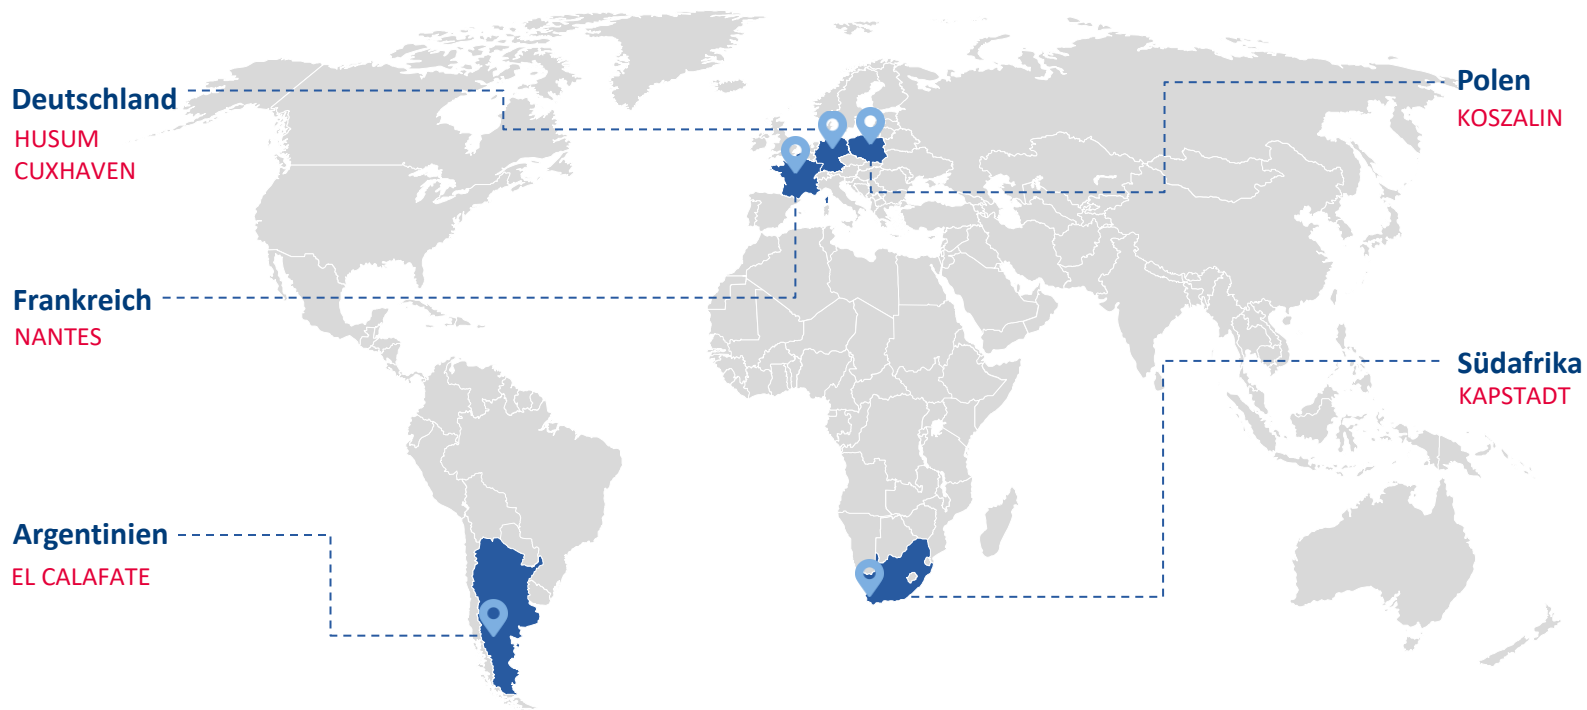 Deutschland
HUSUM
CUXHAVEN
Frankreich
NANTES
Argentinien
EL CALAFATE
Polen
KOSZALIN
Südafrika
KAPSTADT